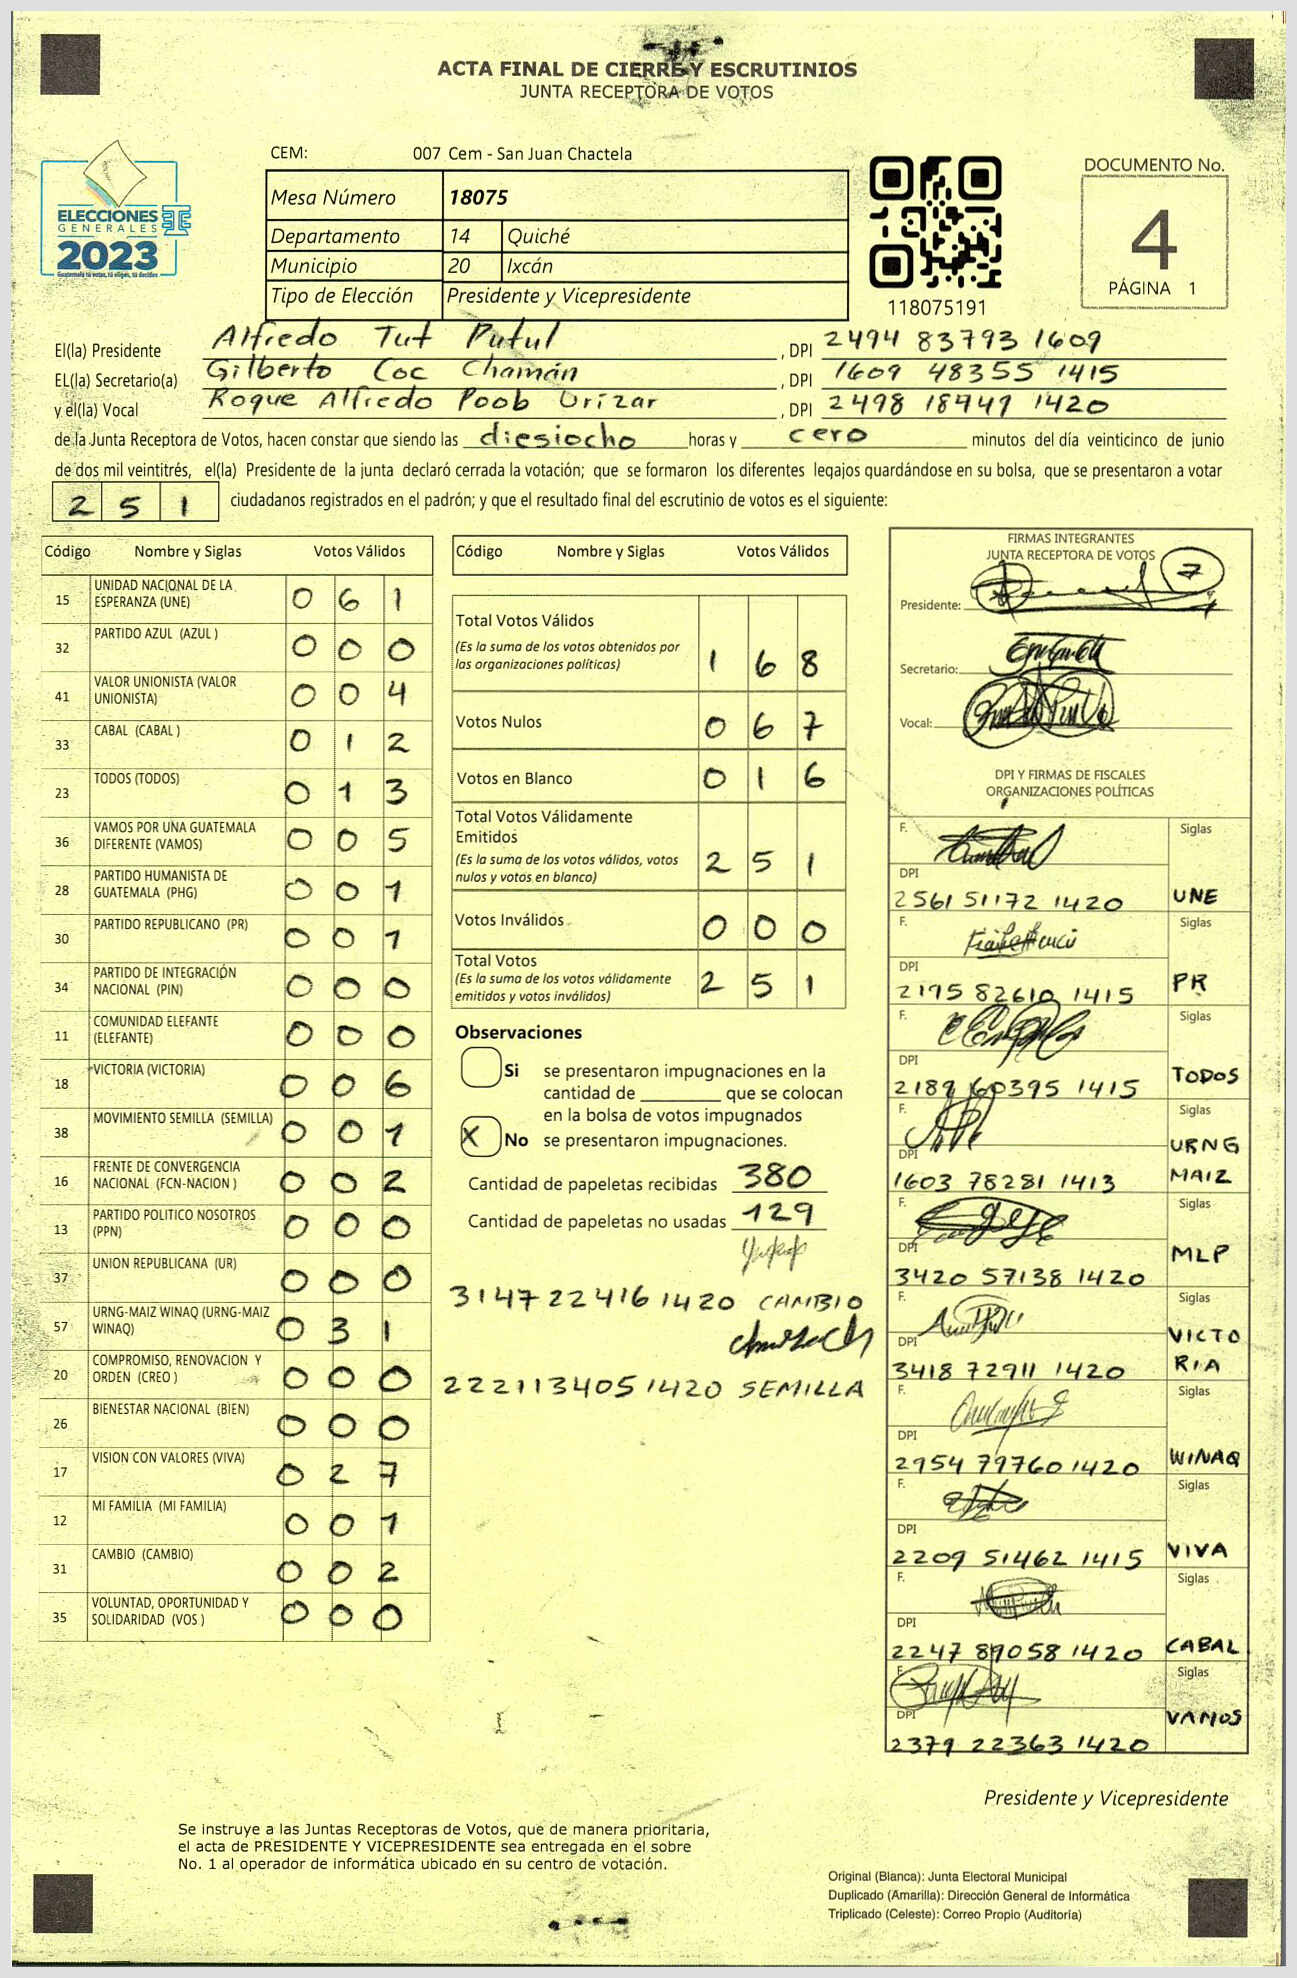 ACTA FINAL DE CIERRE Y ESCRUTINIOS
JUNTA RECEPTORA DE VOTOS
ELECCIONES
GENERALES
2023
Guatemala tú votas, tú eliges, tú decides
CEM: 007 Cem - San Juan Chactela
Mesa Número 18075
Departamento 14 Quiché
Municipio 20 Ixcán
Tipo de Elección Presidente y Vicepresidente
118075191
DOCUMENTO No.
4
PÁGINA 1
El(la) Presidente Alfredo Tut Putul , DPI 2494 83793 1609
EL(la) Secretario(a) Gilberto Coc Chamán , DPI 1609 48355 1415
y el(la) Vocal Roque Alfredo Poob Urizar , DPI 2498 18449 1420
de la Junta Receptora de Votos, hacen constar que siendo las diesiocho horas y cero minutos del día veinticinco de junio
de dos mil veintitrés, el(la) Presidente de la junta declaró cerrada la votación; que se formaron los diferentes legajos guardándose en su bolsa, que se presentaron a votar
251 ciudadanos registrados en el padrón; y que el resultado final del escrutinio de votos es el siguiente:
Código Nombre y Siglas Votos Válidos
15 UNIDAD NACIONAL DE LA ESPERANZA (UNE) 0 6 1
32 PARTIDO AZUL (AZUL ) 0 0 0
41 VALOR UNIONISTA (VALOR UNIONISTA) 0 0 4
33 CABAL (CABAL ) 0 1 2
23 TODOS (TODOS) 0 1 3
36 VAMOS POR UNA GUATEMALA DIFERENTE (VAMOS) 0 0 5
28 PARTIDO HUMANISTA DE GUATEMALA (PHG) 0 0 1
30 PARTIDO REPUBLICANO (PR) 0 0 1
34 PARTIDO DE INTEGRACIÓN NACIONAL (PIN) 0 0 0
11 COMUNIDAD ELEFANTE (ELEFANTE) 0 0 0
18 VICTORIA (VICTORIA) 0 0 6
38 MOVIMIENTO SEMILLA (SEMILLA) 0 0 1
16 FRENTE DE CONVERGENCIA NACIONAL (FCN-NACION ) 0 0 2
13 PARTIDO POLITICO NOSOTROS (PPN) 0 0 0
37 UNION REPUBLICANA (UR) 0 0 0
57 URNG-MAIZ WINAQ (URNG-MAIZ WINAQ) 0 3 1
20 COMPROMISO, RENOVACION Y ORDEN (CREO ) 0 0 0
26 BIENESTAR NACIONAL (BIEN) 0 0 0
17 VISION CON VALORES (VIVA) 0 2 7
12 MI FAMILIA (MI FAMILIA) 0 0 1
31 CAMBIO (CAMBIO) 0 0 2
35 VOLUNTAD, OPORTUNIDAD Y SOLIDARIDAD (VOS ) 0 0 0
Código Nombre y Siglas Votos Válidos
Total Votos Válidos
(Es la suma de los votos obtenidos por las organizaciones políticas) 1 6 8
Votos Nulos 0 6 7
Votos en Blanco 0 1 6
Total Votos Válidamente Emitidos
(Es la suma de los votos válidos, votos nulos y votos en blanco) 2 5 1
Votos Inválidos 0 0 0
Total Votos
(Es la suma de los votos válidamente emitidos y votos inválidos) 2 5 1
Observaciones
Si se presentaron impugnaciones en la
cantidad de ________ que se colocan
en la bolsa de votos impugnados
X No se presentaron impugnaciones.
Cantidad de papeletas recibidas 380
Cantidad de papeletas no usadas 129
3147 22416 1420 CAMBIO
2221134051420 SEMILLA
FIRMAS INTEGRANTES
JUNTA RECEPTORA DE VOTOS
Presidente:
Secretario:
Vocal:
DPI Y FIRMAS DE FISCALES
ORGANIZACIONES POLÍTICAS
F. Siglas
DPI
2561 51172 1420 UNE
F. Siglas
DPI
2195 82610 1415 PR
F. Siglas
DPI
2189 60395 1415 TODOS
F. Siglas
DPI
1603 78281 1413 URNG MAIZ
F. Siglas
DPI
3420 57138 1420 MLP
F. Siglas
DPI
3418 72911 1420 VICTO RIA
F. Siglas
DPI
2954 79760 1420 WINAQ
F. Siglas
DPI
2209 51462 1415 VIVA
F. Siglas
DPI
2247 89058 1420 CABAL
F. Siglas
DPI
2379 22363 1420 VAMOS
Presidente y Vicepresidente
Se instruye a las Juntas Receptoras de Votos, que de manera prioritaria,
el acta de PRESIDENTE Y VICEPRESIDENTE sea entregada en el sobre
No. 1 al operador de informática ubicado en su centro de votación.
Original (Blanca): Junta Electoral Municipal
Duplicado (Amarilla): Dirección General de Informática
Triplicado (Celeste): Correo Propio (Auditoría)